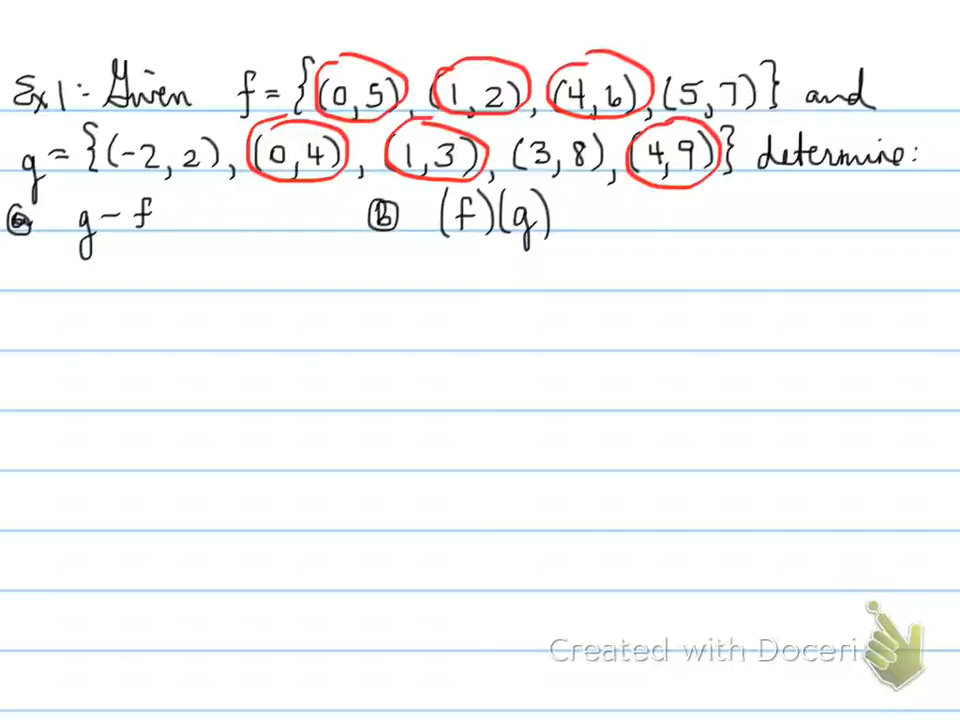 Ex 1: Given f = {(0,5), (1,2), (4,6), (5,7)} and
g = {(-2,2), (0,4), (1,3), (3,8), (4,9)} determine:
ⓐ g - f ⓑ (f)(g)
Created with Doceri